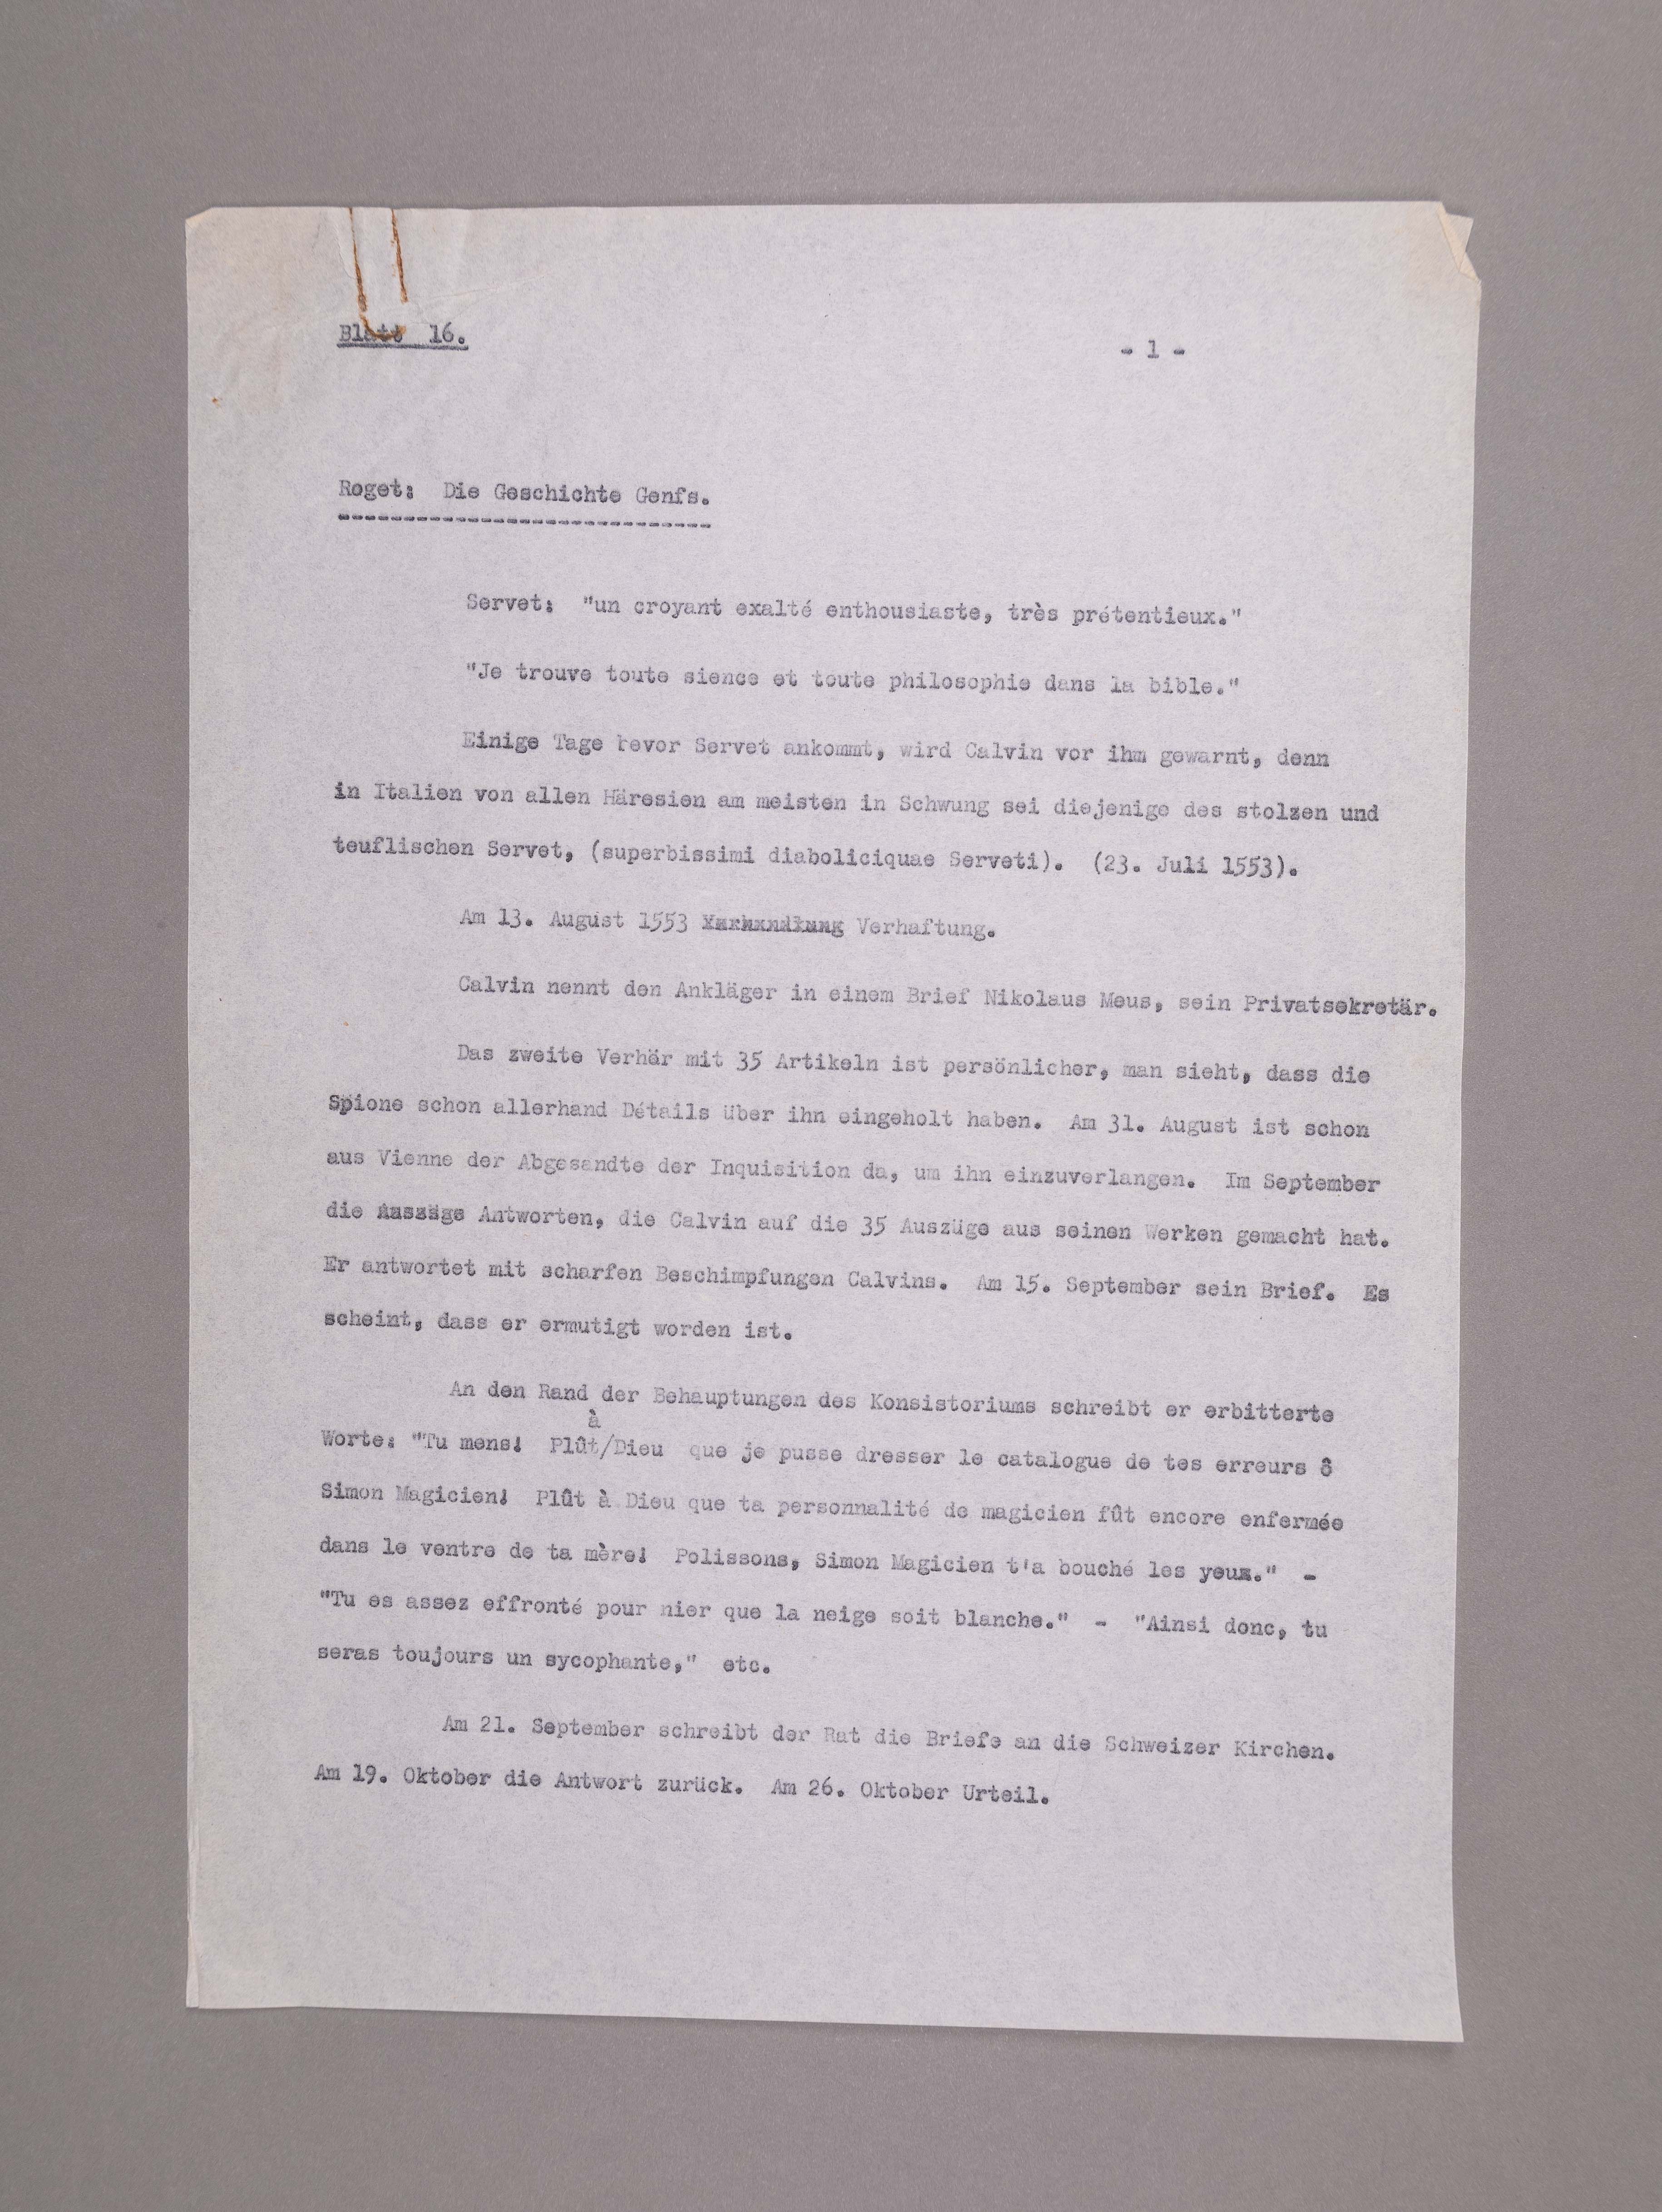 Blatt 16.
- 1 -
Roget: Die Geschichte Genfs.
Servet: "un croyant exalté enthousiaste, très prétentieux."
"Je trouve toute sience et toute philosophie dans la bible."
Einige Tage bevor Servet ankommt, wird Calvin vor ihm gewarnt, denn
in Italien von allen Häresien am meisten in Schwung sei diejenige des stolzen und
teuflischen Servet, (superbissimi diaboliciquae Serveti). (23. Juli 1553).
Am 13. August 1553 Verhaftung.
Calvin nennt den Ankläger in einem Brief Nikolaus Meus, sein Privatsekretär.
Das zweite Verhär mit 35 Artikeln ist persönlicher, man sieht, dass die
Spione schon allerhand Détails über ihn eingeholt haben. Am 31. August ist schon
aus Vienne der Abgesandte der Inquisition da, um ihn einzuverlangen. Im September
die Antworten, die Calvin auf die 35 Auszüge aus seinen Werken gemacht hat.
Er antwortet mit scharfen Beschimpfungen Calvins. Am 15. September sein Brief. Es
scheint, dass er ermutigt worden ist.
An den Rand der Behauptungen des Konsistoriums schreibt er erbitterte
Worte: "Tu mens! Plût/à Dieu que je pusse dresser le catalogue de tes erreurs ô
Simon Magicien! Plût à Dieu que ta personnalité de magicien fût encore enfermée
dans le ventre de ta mère! Polissons, Simon Magicien t'a bouché les yeux." -
"Tu es assez effronté pour nier que la neige soit blanche." - "Ainsi donc, tu
seras toujours un sycophante," etc.
Am 21. September schreibt der Rat die Briefe an die Schweizer Kirchen.
Am 19. Oktober die Antwort zurück. Am 26. Oktober Urteil.